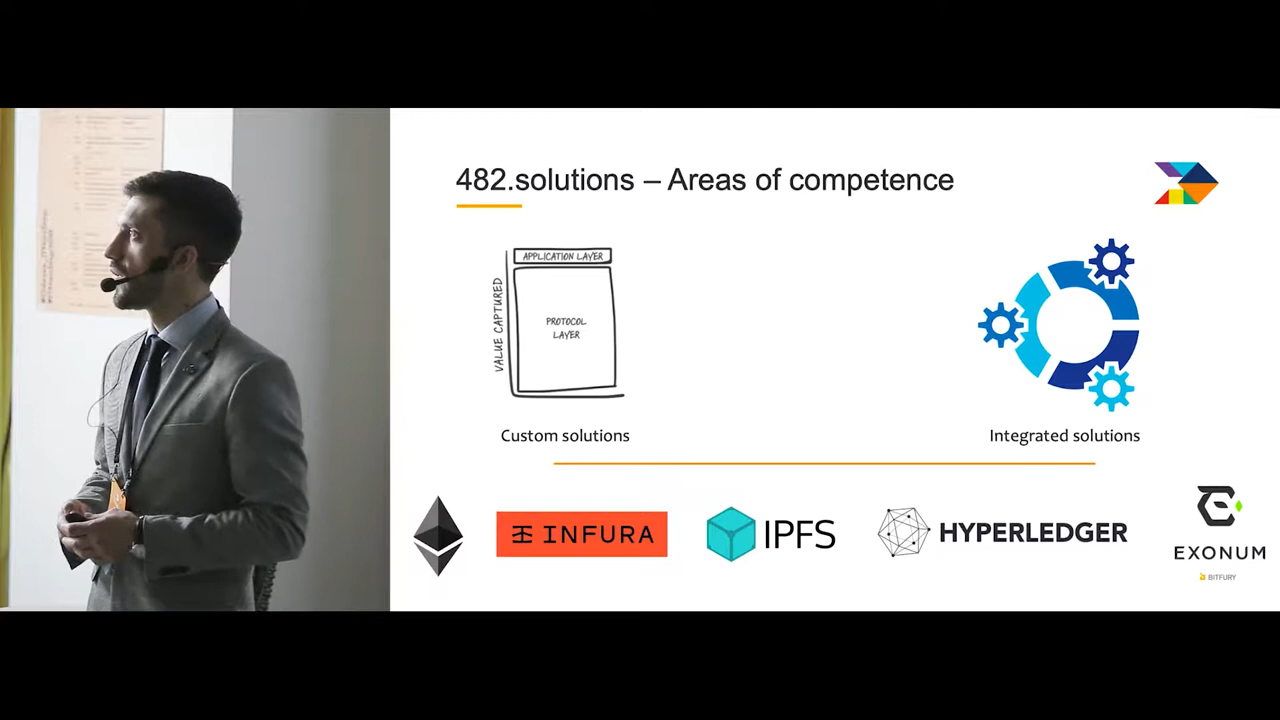 482.solutions – Areas of competence
APPLICATION LAYER
VALUE CAPTURED
PROTOCOL
LAYER
Custom solutions
Integrated solutions
INFURA
IPFS
HYPERLEDGER
EXONUM
BITFURY